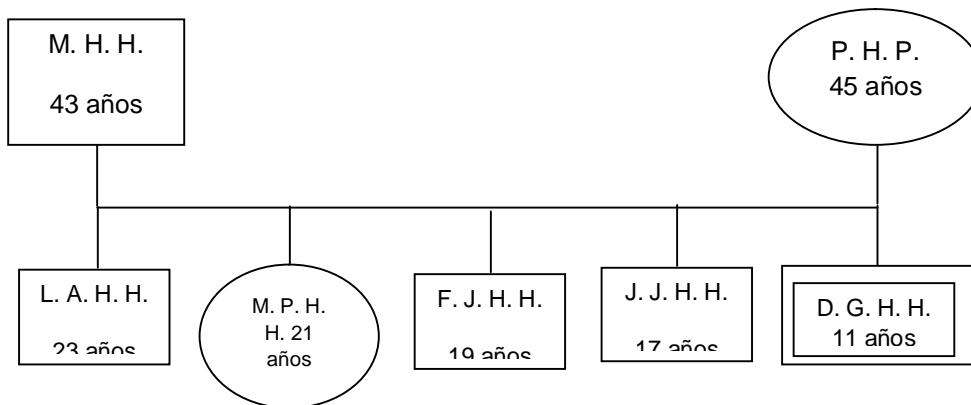 M. H. H.
43 años
P. H. P.
45 años
L. A. H. H.
23 años
M. P. H.
H. 21
años
F. J. H. H.
19 años
J. J. H. H.
17 años
D. G. H. H.
11 años